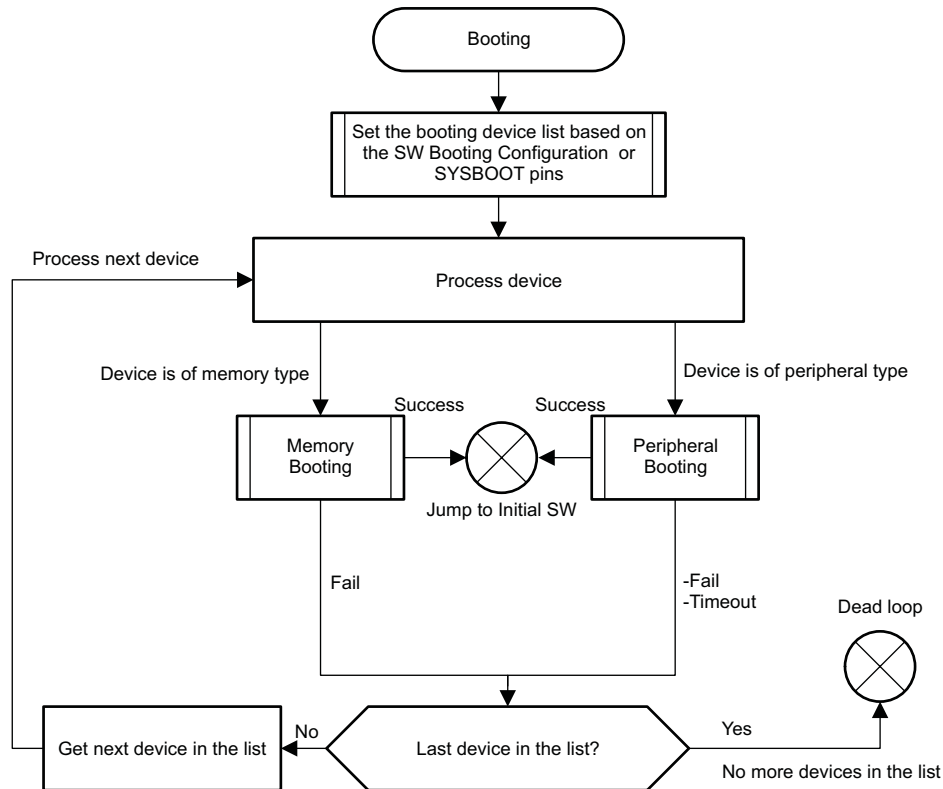 Booting
Set the booting device list based on
the SW Booting Configuration or
SYSBOOT pins
Process next device
Process device
Device is of memory type
Device is of peripheral type
Success
Success
Memory
Booting
Peripheral
Booting
Jump to Initial SW
Fail
-Fail
-Timeout
Dead loop
Get next device in the list
No
Last device in the list?
Yes
No more devices in the list